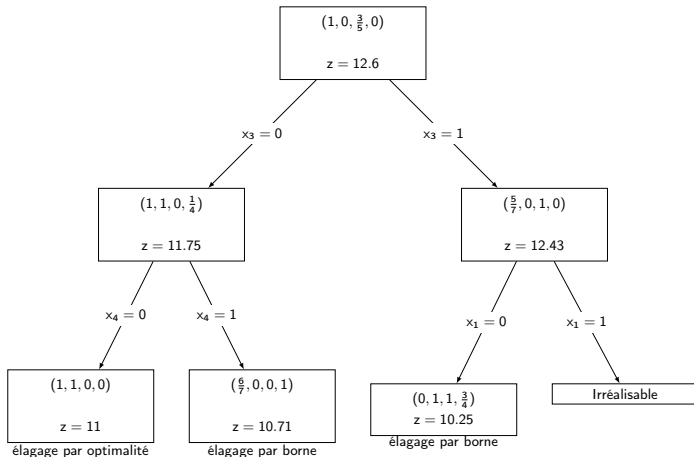 (1, 0, 3/5, 0)
z = 12.6
x₃ = 0
x₃ = 1
(1, 1, 0, 1/4)
z = 11.75
(5/7, 0, 1, 0)
z = 12.43
x₄ = 0
x₄ = 1
x₁ = 0
x₁ = 1
(1, 1, 0, 0)
z = 11
élagage par optimalité
(6/7, 0, 0, 1)
z = 10.71
élagage par borne
(0, 1, 1, 3/4)
z = 10.25
élagage par borne
Irréalisable